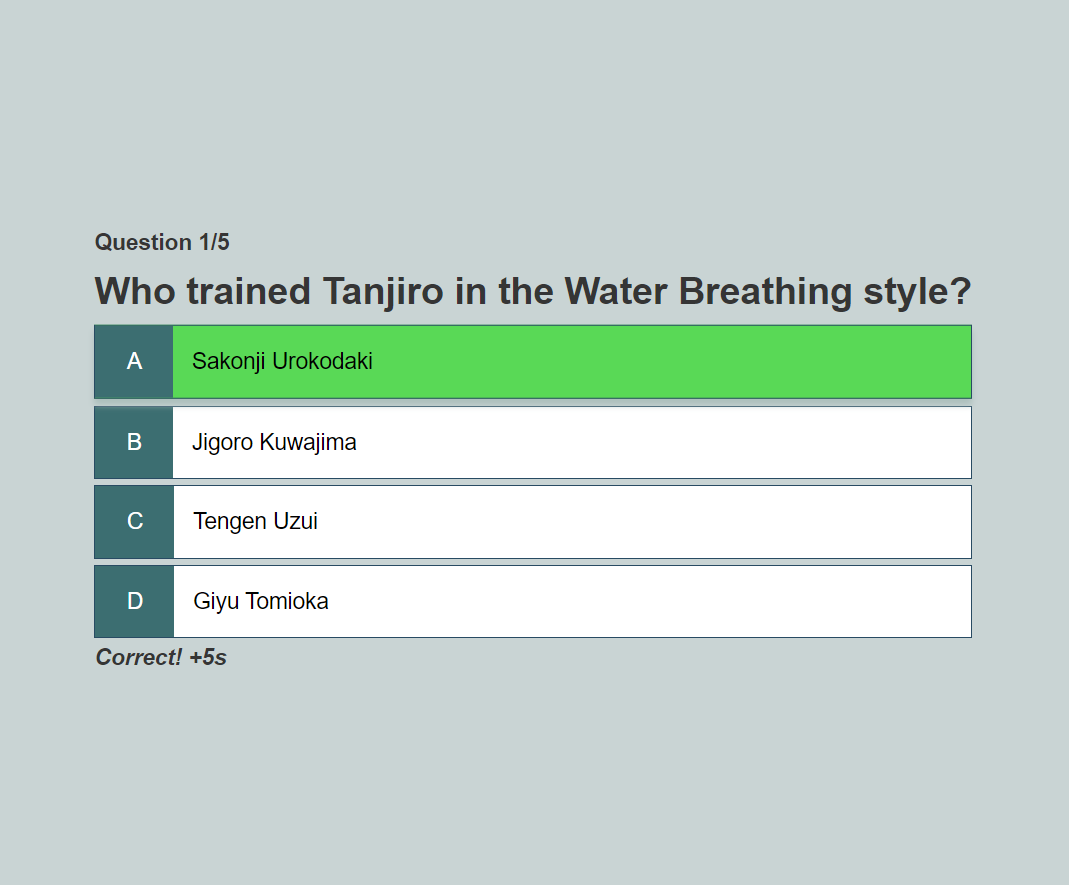 Question 1/5
Who trained Tanjiro in the Water Breathing style?
A Sakonji Urokodaki
B Jigoro Kuwajima
C Tengen Uzui
D Giyu Tomioka
Correct! +5s